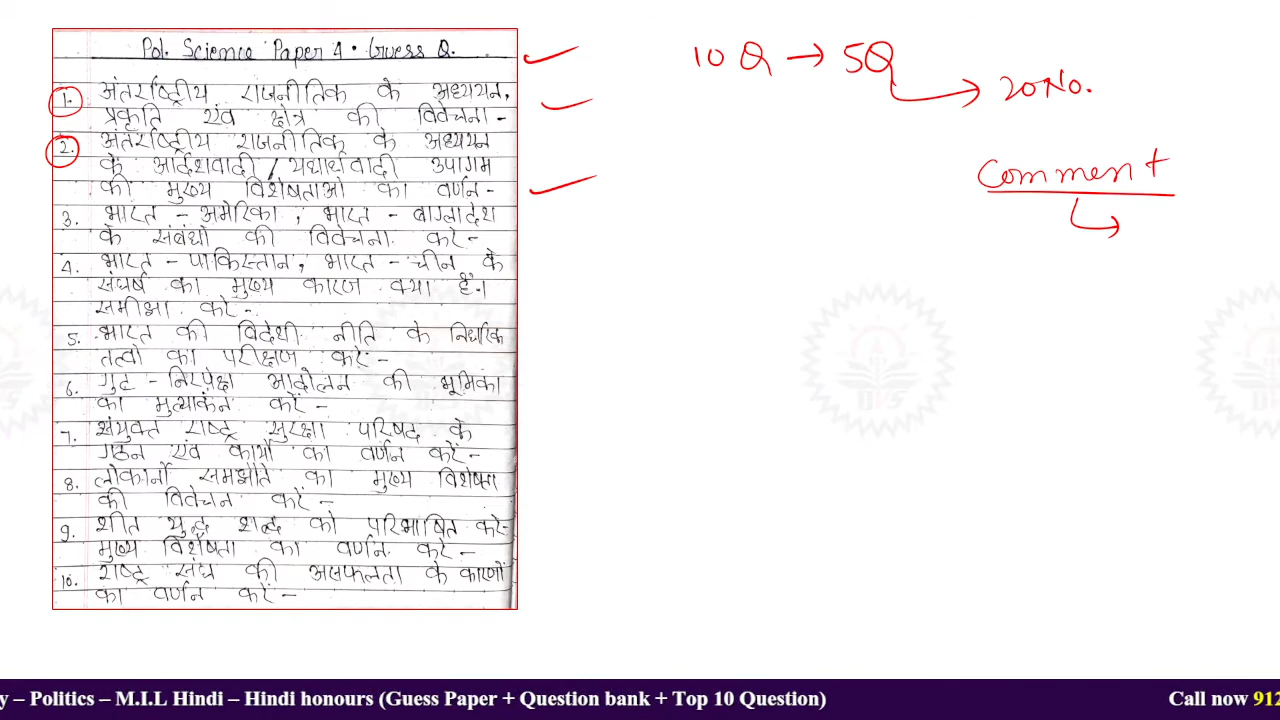 Pol. Science Paper 4 • Guess Q.
1. अंतर्राष्ट्रीय राजनीतिक के अध्ययन,
प्रकृति एंव क्षेत्र की विवेचना -
2. अंतर्राष्ट्रीय राजनीतिक के अध्ययन
के आर्दशवादी / यथार्थवादी उपागम
की मुख्य विशेषताओं का वर्णन -
3. भारत - अमेरिका, भारत - बांग्लादेश
के संबंधो की विवेचना करे -
4. भारत - पाकिस्तान, भारत - चीन के
संघर्ष का मुख्य कारण क्या हैं।
समीक्षा करे -
5. भारत की विदेशी नीति के निर्धारक
तत्वों का परीक्षण करे -
6. गुट - निरपेक्ष आंदोलन की भूमिका
का मुल्यांकन करें -
7. संयुक्त राष्ट्र सुरक्षा परिषद के
गठन एंव कार्यों का वर्णन करें -
8. लोकार्नो समझौते का मुख्य विशेषता
की विवेचन करें -
9. शीत युद्ध शब्द को परिभाषित करे -
मुख्य विशेषता का वर्णन करे -
10. राष्ट्र संघ की असफलता के कारणों
का वर्णन करें -
10 Q → 5Q
20 No.
Comment
y – Politics – M.I.L Hindi – Hindi honours (Guess Paper + Question bank + Top 10 Question)
Call now 912